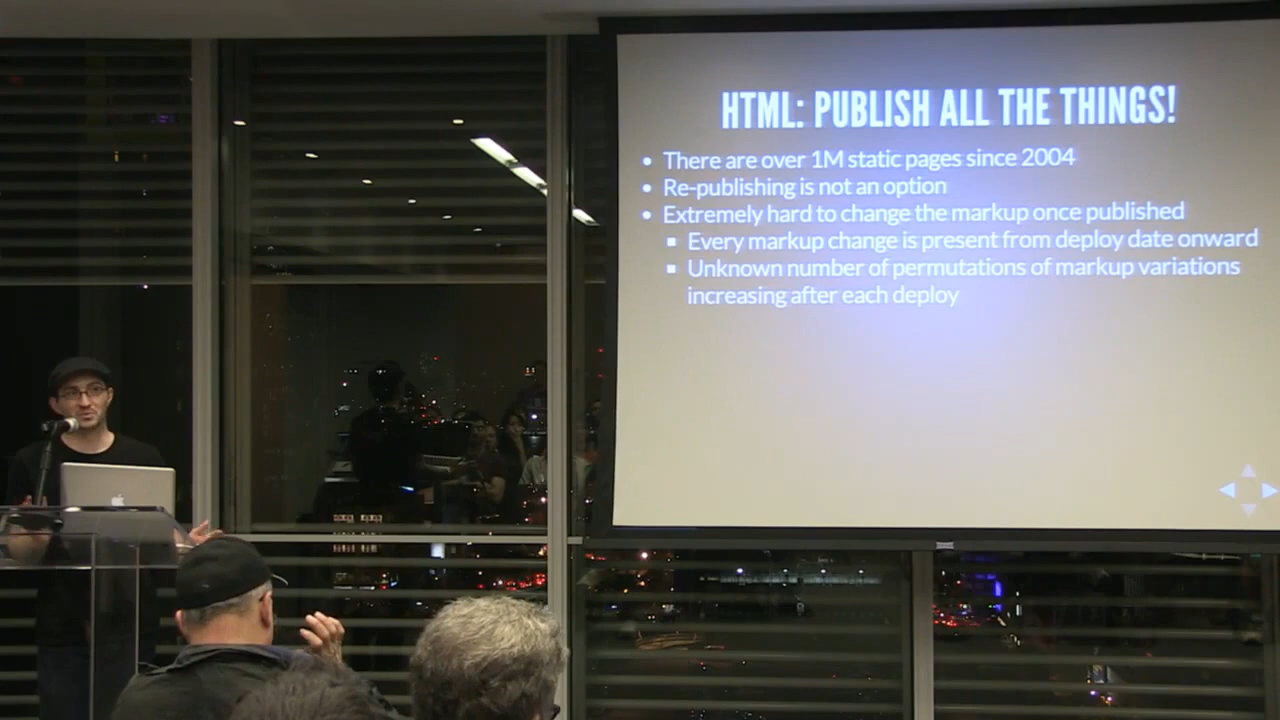 HTML: PUBLISH ALL THE THINGS!
There are over 1M static pages since 2004
Re-publishing is not an option
Extremely hard to change the markup once published
Every markup change is present from deploy date onward
Unknown number of permutations of markup variations
increasing after each deploy